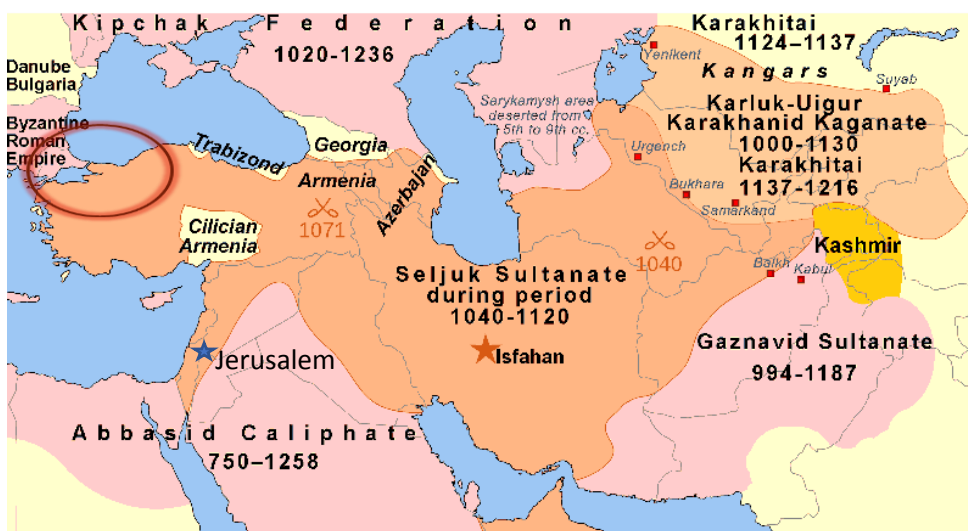 Kipchak Federation
1020-1236
Karakhitai
1124–1137
Yenikent
Kangars
Suyab
Danube
Bulgaria
Sarykamysh area
deserted from
5th to 9th cc.
Karluk-Uigur
Karakhanid Kaganate
1000-1130
Karakhitai
1137-1216
Byzantine
Roman
Empire
Trabizond
Georgia
Urgench
Armenia
Azerbajan
Bukhara
Samarkand
1071
Cilician
Armenia
1040
Kashmir
Balkh
Kabul
Seljuk Sultanate
during period
1040-1120
Jerusalem
Isfahan
Gaznavid Sultanate
994-1187
Abbasid Caliphate
750–1258